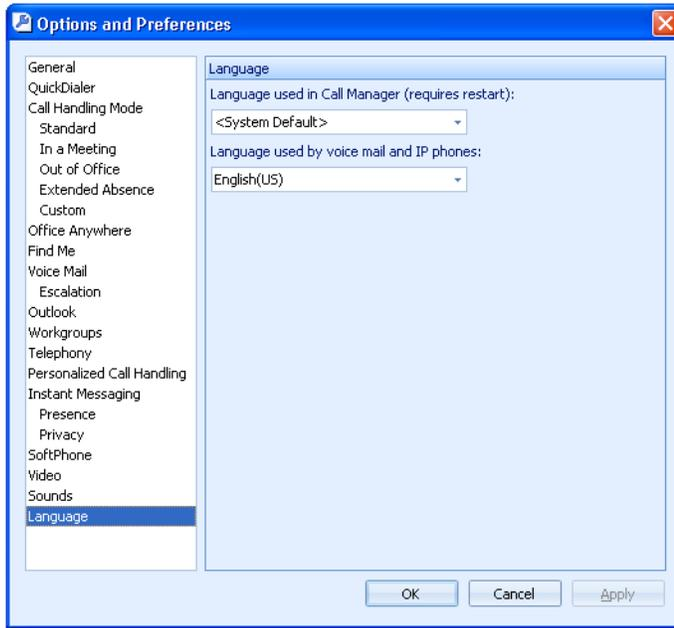 Options and Preferences
General
QuickDialer
Call Handling Mode
Standard
In a Meeting
Out of Office
Extended Absence
Custom
Office Anywhere
Find Me
Voice Mail
Escalation
Outlook
Workgroups
Telephony
Personalized Call Handling
Instant Messaging
Presence
Privacy
SoftPhone
Video
Sounds
Language
Language
Language used in Call Manager (requires restart):
<System Default>
Language used by voice mail and IP phones:
English(US)
OK
Cancel
Apply